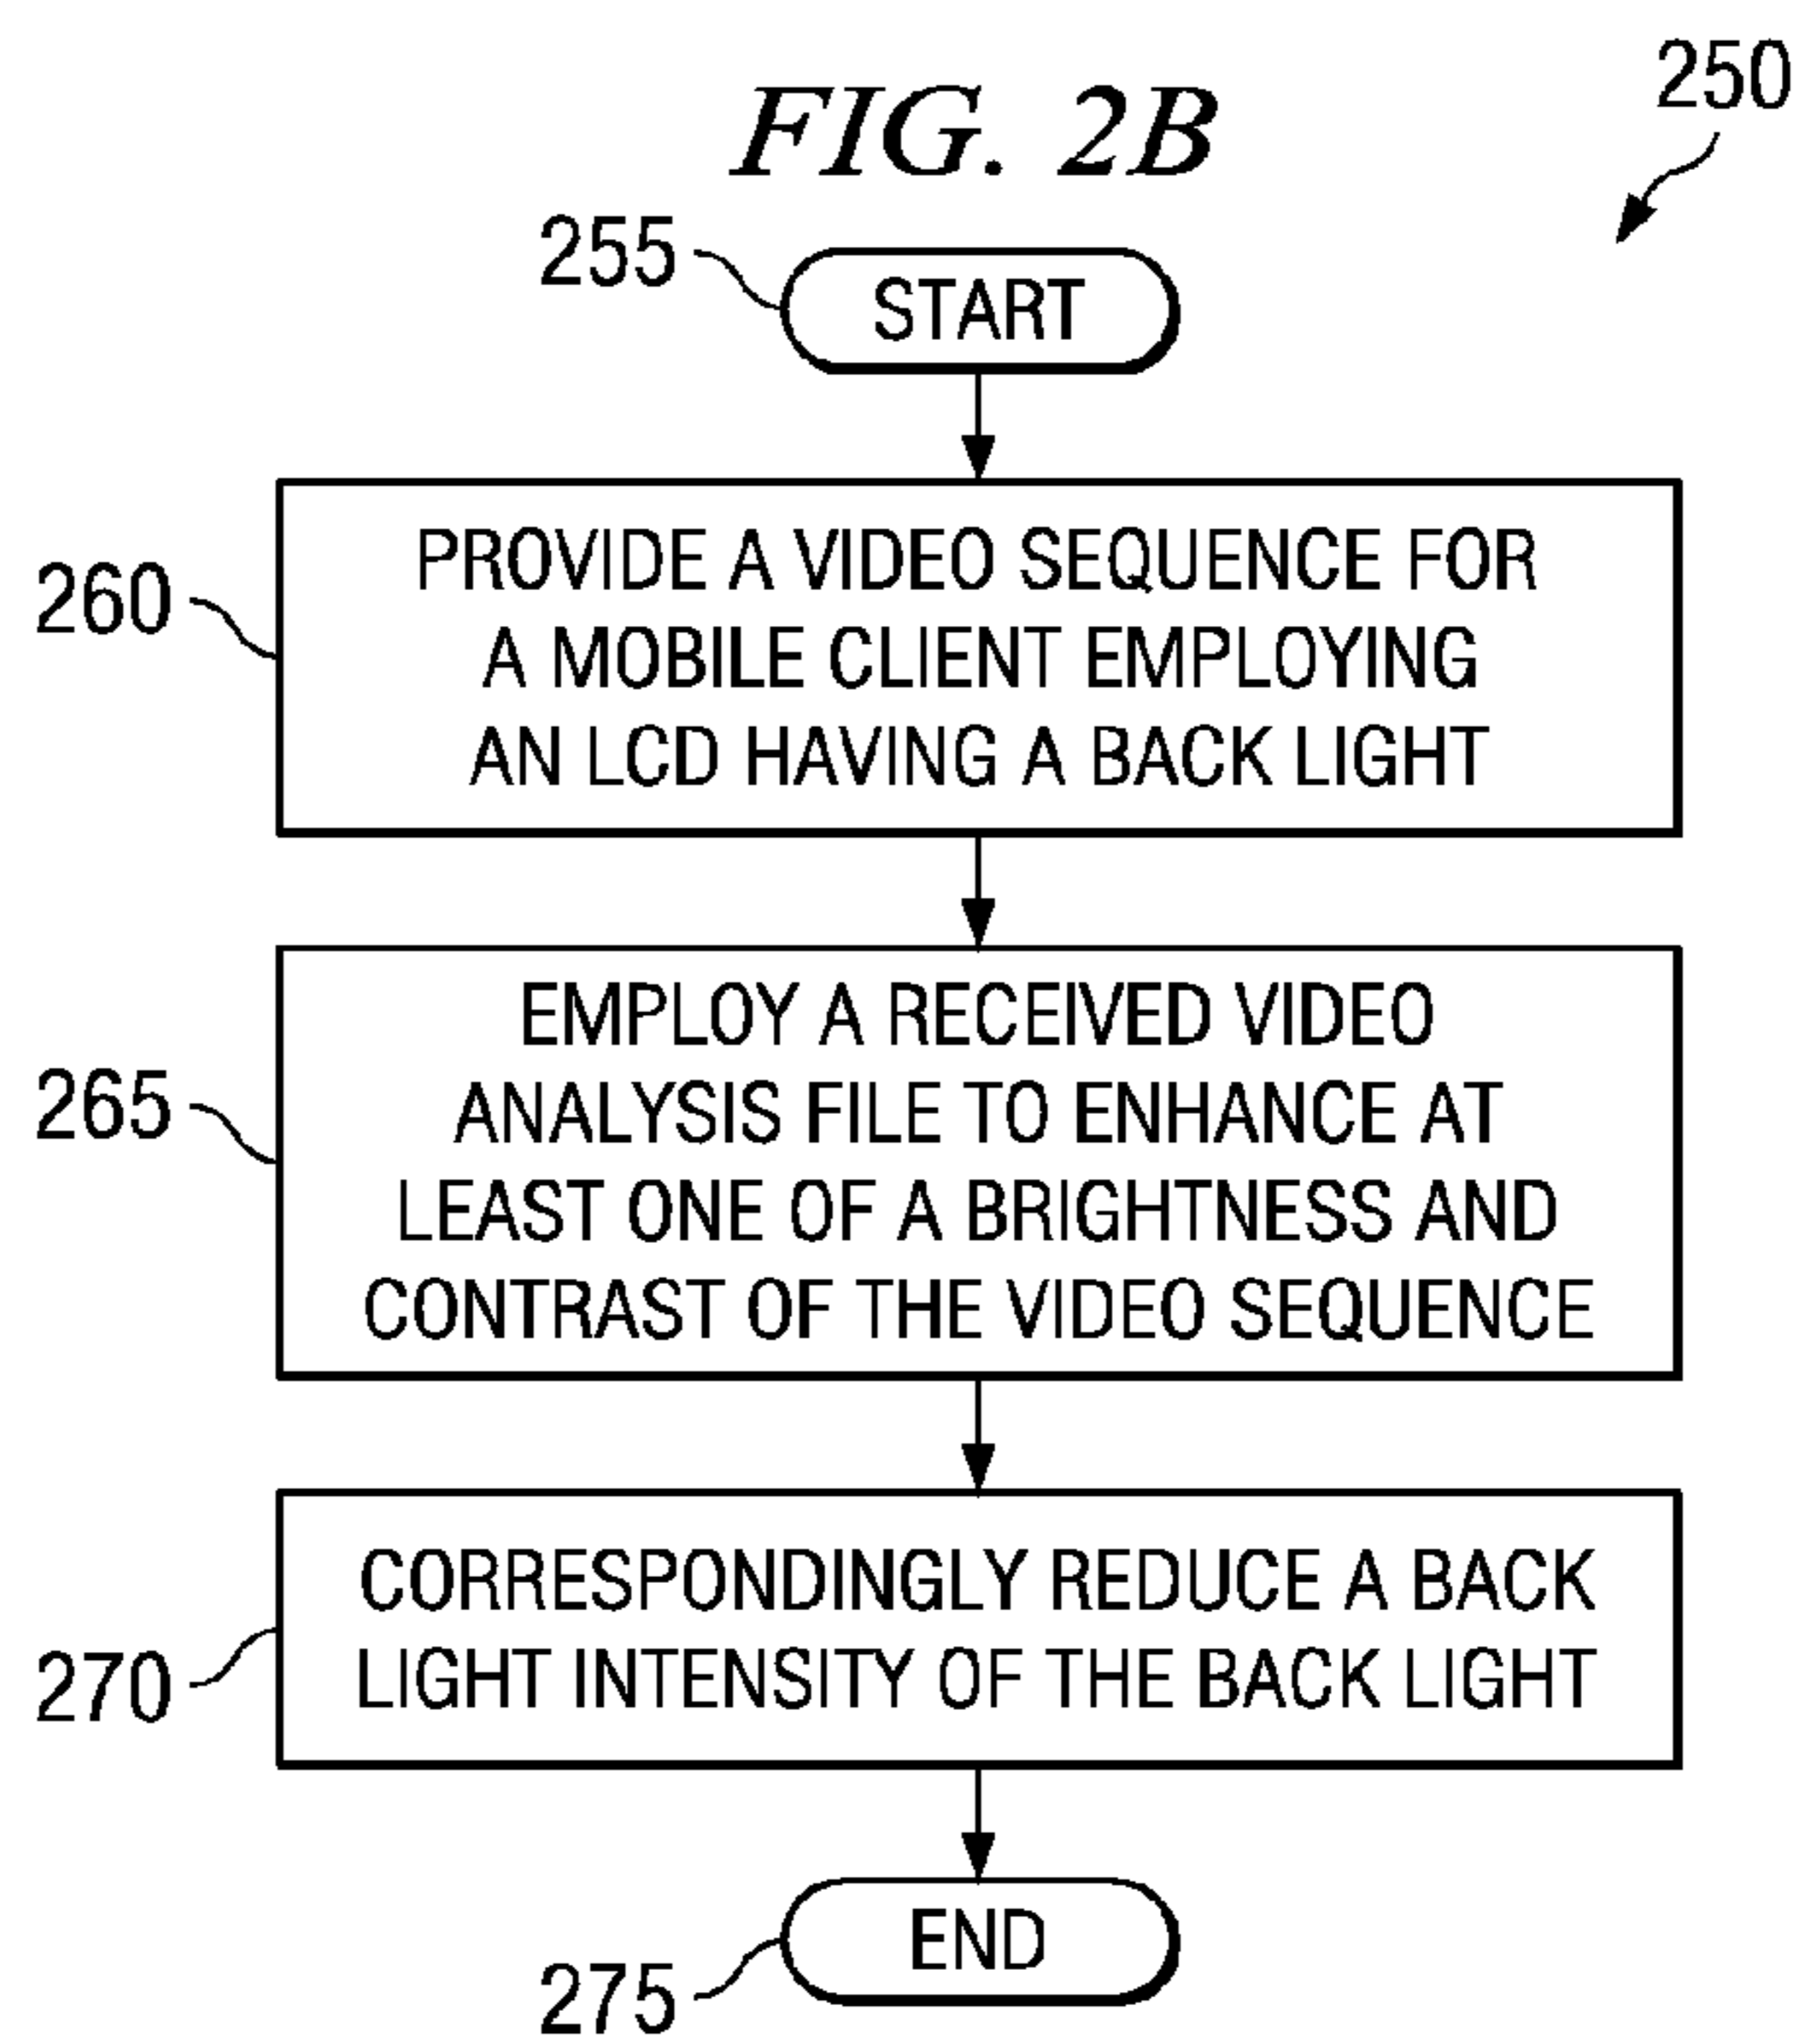 FIG. 2B
250
255
START
260
PROVIDE A VIDEO SEQUENCE FOR
A MOBILE CLIENT EMPLOYING
AN LCD HAVING A BACK LIGHT
265
EMPLOY A RECEIVED VIDEO
ANALYSIS FILE TO ENHANCE AT
LEAST ONE OF A BRIGHTNESS AND
CONTRAST OF THE VIDEO SEQUENCE
270
CORRESPONDINGLY REDUCE A BACK
LIGHT INTENSITY OF THE BACK LIGHT
END
275